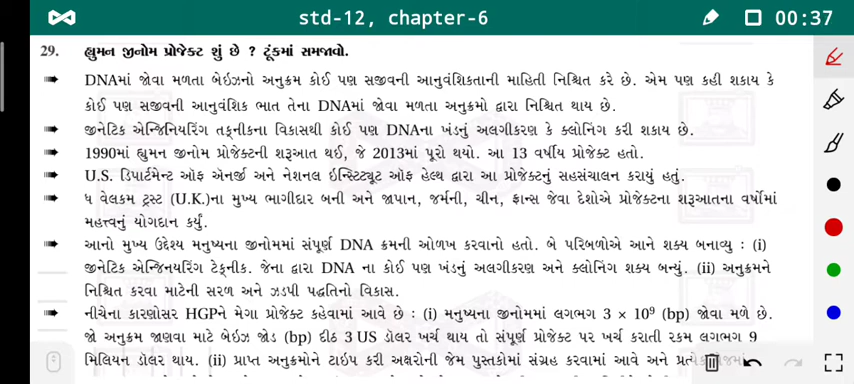 std-12, chapter-6
00:37
29. હ્યુમન જીનોમ પ્રોજેક્ટ શું છે ? ટૂંકમાં સમજાવો.
➠ DNAમાં જોવા મળતા બેઇઝનો અનુક્રમ કોઈ પણ સજીવની આનુવંશિકતાની માહિતી નિશ્ચિત કરે છે. એમ પણ કહી શકાય કે
કોઈ પણ સજીવની આનુવંશિક ભાત તેના DNAમાં જોવા મળતા અનુક્રમો દ્વારા નિશ્ચિત થાય છે.
➠ જીનેટિક એન્જિનિયરિંગ તકનીકના વિકાસથી કોઈ પણ DNAના ખંડનું અલગીકરણ કે ક્લોનિંગ કરી શકાય છે.
➠ 1990માં હ્યુમન જીનોમ પ્રોજેક્ટની શરૂઆત થઈ, જે 2013માં પૂરો થયો. આ 13 વર્ષીય પ્રોજેક્ટ હતો.
➠ U.S. ડિપાર્ટમેન્ટ ઓફ એનર્જી અને નેશનલ ઇન્સ્ટિટ્યૂટ ઓફ હેલ્થ દ્વારા આ પ્રોજેક્ટનું સહસંચાલન કરાયું હતું.
➠ ધ વેલકમ ટ્રસ્ટ (U.K.)ના મુખ્ય ભાગીદાર બની અને જાપાન, જર્મની, ચીન, ફ્રાન્સ જેવા દેશોએ પ્રોજેક્ટના શરૂઆતના વર્ષોમાં
મહત્ત્વનું યોગદાન કર્યું.
➠ આનો મુખ્ય ઉદ્દેશ્ય મનુષ્યના જીનોમમાં સંપૂર્ણ DNA ક્રમની ઓળખ કરવાનો હતો. બે પરિબળોએ આને શક્ય બનાવ્યુ : (i)
જીનેટિક એન્જિનયરિંગ ટેક્નીક. જેના દ્વારા DNA ના કોઈ પણ ખંડનું અલગીકરણ અને ક્લોનિંગ શક્ય બન્યું. (ii) અનુક્રમને
નિશ્ચિત કરવા માટેની સરળ અને ઝડપી પદ્ધતિનો વિકાસ.
➠ નીચેના કારણોસર HGPને મેગા પ્રોજેક્ટ કહેવામાં આવે છે : (i) મનુષ્યના જીનોમમાં લગભગ 3 × 10⁹ (bp) જોવા મળે છે.
જો અનુક્રમ જાણવા માટે બેઇઝ જોડ (bp) દીઠ 3 US ડોલર ખર્ચ થાય તો સંપૂર્ણ પ્રોજેક્ટ પર ખર્ચ કરાતી રકમ લગભગ 9
મિલિયન ડોલર થાય. (ii) પ્રાપ્ત અનુક્રમોને ટાઇપ કરી અક્ષરોની જેમ પુસ્તકોમાં સંગ્રહ કરવામાં આવે અને